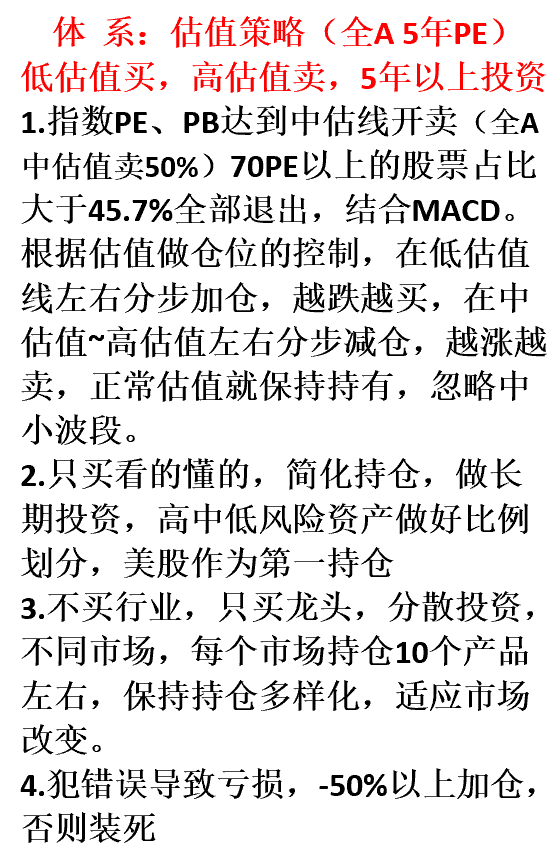 体 系：估值策略（全A 5年PE）
低估值买，高估值卖，5年以上投资
1.指数PE、PB达到中估线开卖（全A
中估值卖50%）70PE以上的股票占比
大于45.7%全部退出，结合MACD。
根据估值做仓位的控制，在低估值
线左右分步加仓，越跌越买，在中
估值~高估值左右分步减仓，越涨越
卖，正常估值就保持持有，忽略中
小波段。
2.只买看的懂的，简化持仓，做长
期投资，高中低风险资产做好比例
划分，美股作为第一持仓
3.不买行业，只买龙头，分散投资，
不同市场，每个市场持仓10个产品
左右，保持持仓多样化，适应市场
改变。
4.犯错误导致亏损，-50%以上加仓，
否则装死